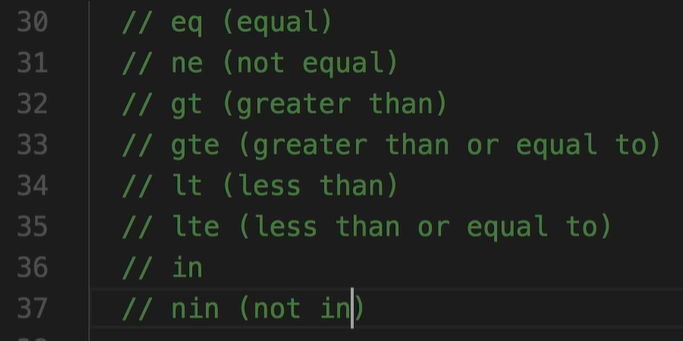 30 // eq (equal)
31 // ne (not equal)
32 // gt (greater than)
33 // gte (greater than or equal to)
34 // lt (less than)
35 // lte (less than or equal to)
36 // in
37 // nin (not in)